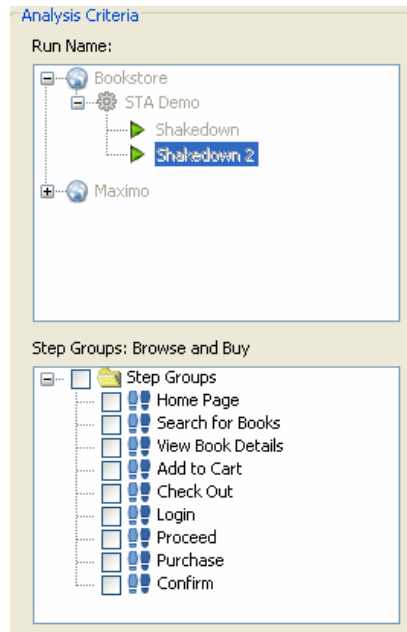 Analysis Criteria
Run Name:
Bookstore
STA Demo
Shakedown
Shakedown 2
Maximo
Step Groups: Browse and Buy
Step Groups
Home Page
Search for Books
View Book Details
Add to Cart
Check Out
Login
Proceed
Purchase
Confirm